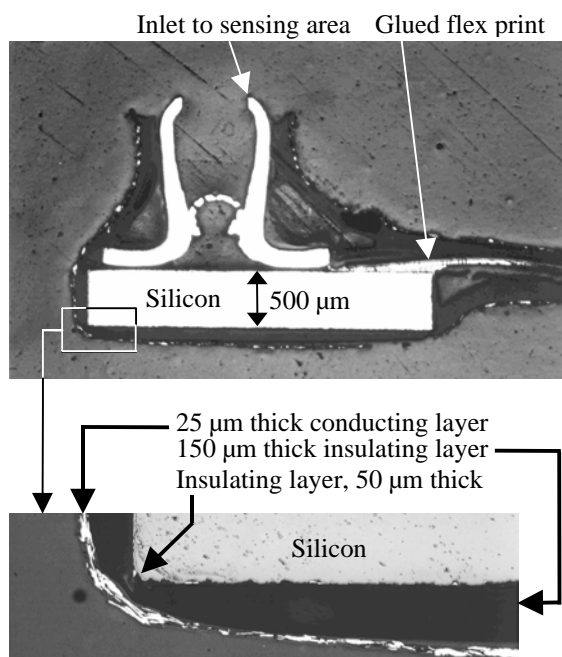 Inlet to sensing area
Glued flex print
Silicon
500 μm
25 μm thick conducting layer
150 μm thick insulating layer
Insulating layer, 50 μm thick
Silicon